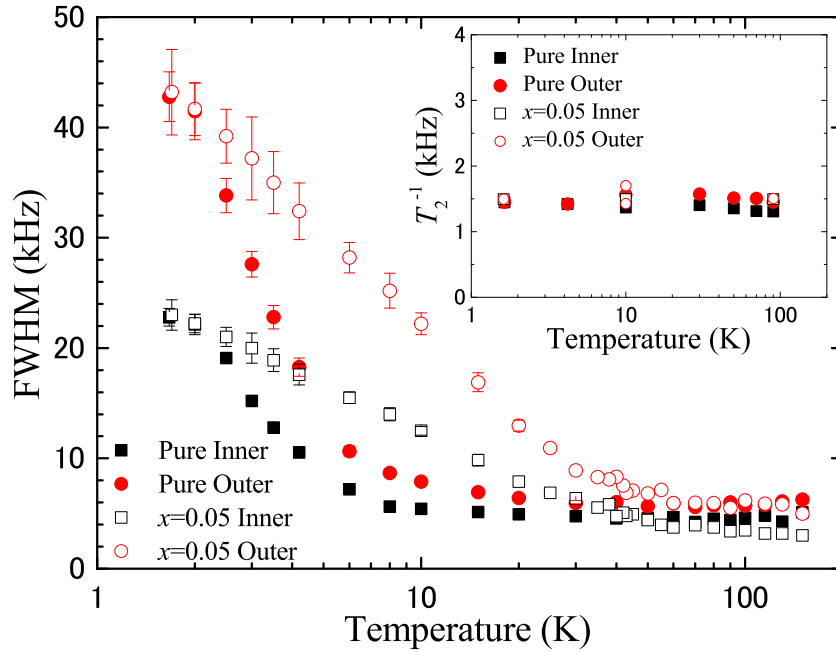 50
40
30
20
10
0
FWHM (kHz)
1
10
100
Temperature (K)
Pure Inner
Pure Outer
x=0.05 Inner
x=0.05 Outer
4
3
2
1
0
T₂⁻¹ (kHz)
1
10
100
Temperature (K)
Pure Inner
Pure Outer
x=0.05 Inner
x=0.05 Outer